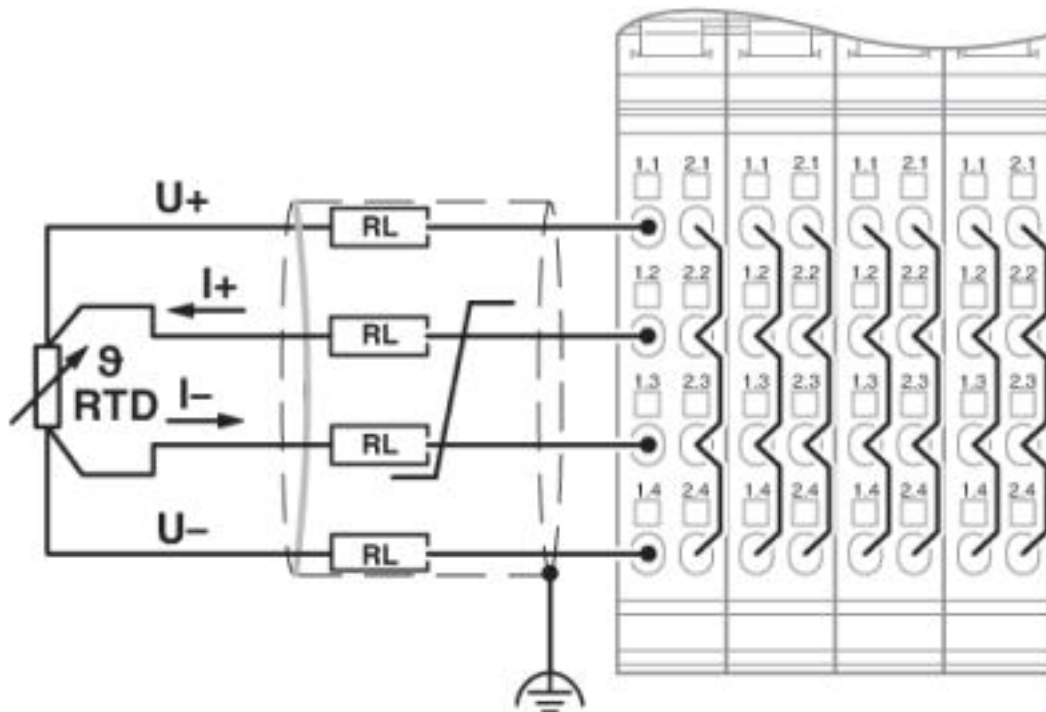 U+
RL
I+
RL
ϑ
RTD
I–
RL
U–
RL
1.1 2.1 1.1 2.1 1.1 2.1 1.1 2.1
1.2 2.2 1.2 2.2 1.2 2.2 1.2 2.2
1.3 2.3 1.3 2.3 1.3 2.3 1.3 2.3
1.4 2.4 1.4 2.4 1.4 2.4 1.4 2.4